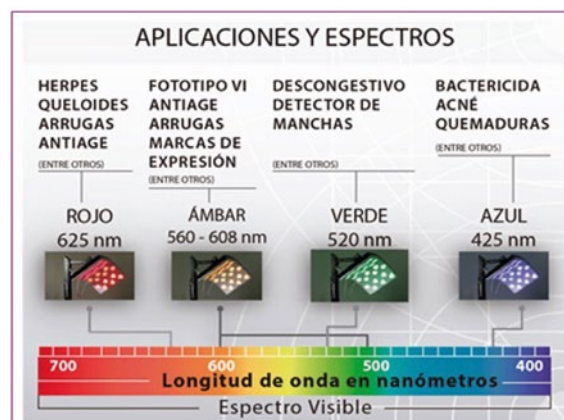 APLICACIONES Y ESPECTROS
HERPES
QUELOIDES
ARRUGAS
ANTIAGE
(ENTRE OTROS)
ROJO
625 nm
FOTOTIPO VI
ANTIAGE
ARRUGAS
MARCAS DE
EXPRESIÓN
(ENTRE OTROS)
ÁMBAR
560 - 608 nm
DESCONGESTIVO
DETECTOR DE
MANCHAS
(ENTRE OTROS)
VERDE
520 nm
BACTERICIDA
ACNÉ
QUEMADURAS
(ENTRE OTROS)
AZUL
425 nm
700 600 500 400
Longitud de onda en nanómetros
Espectro Visible